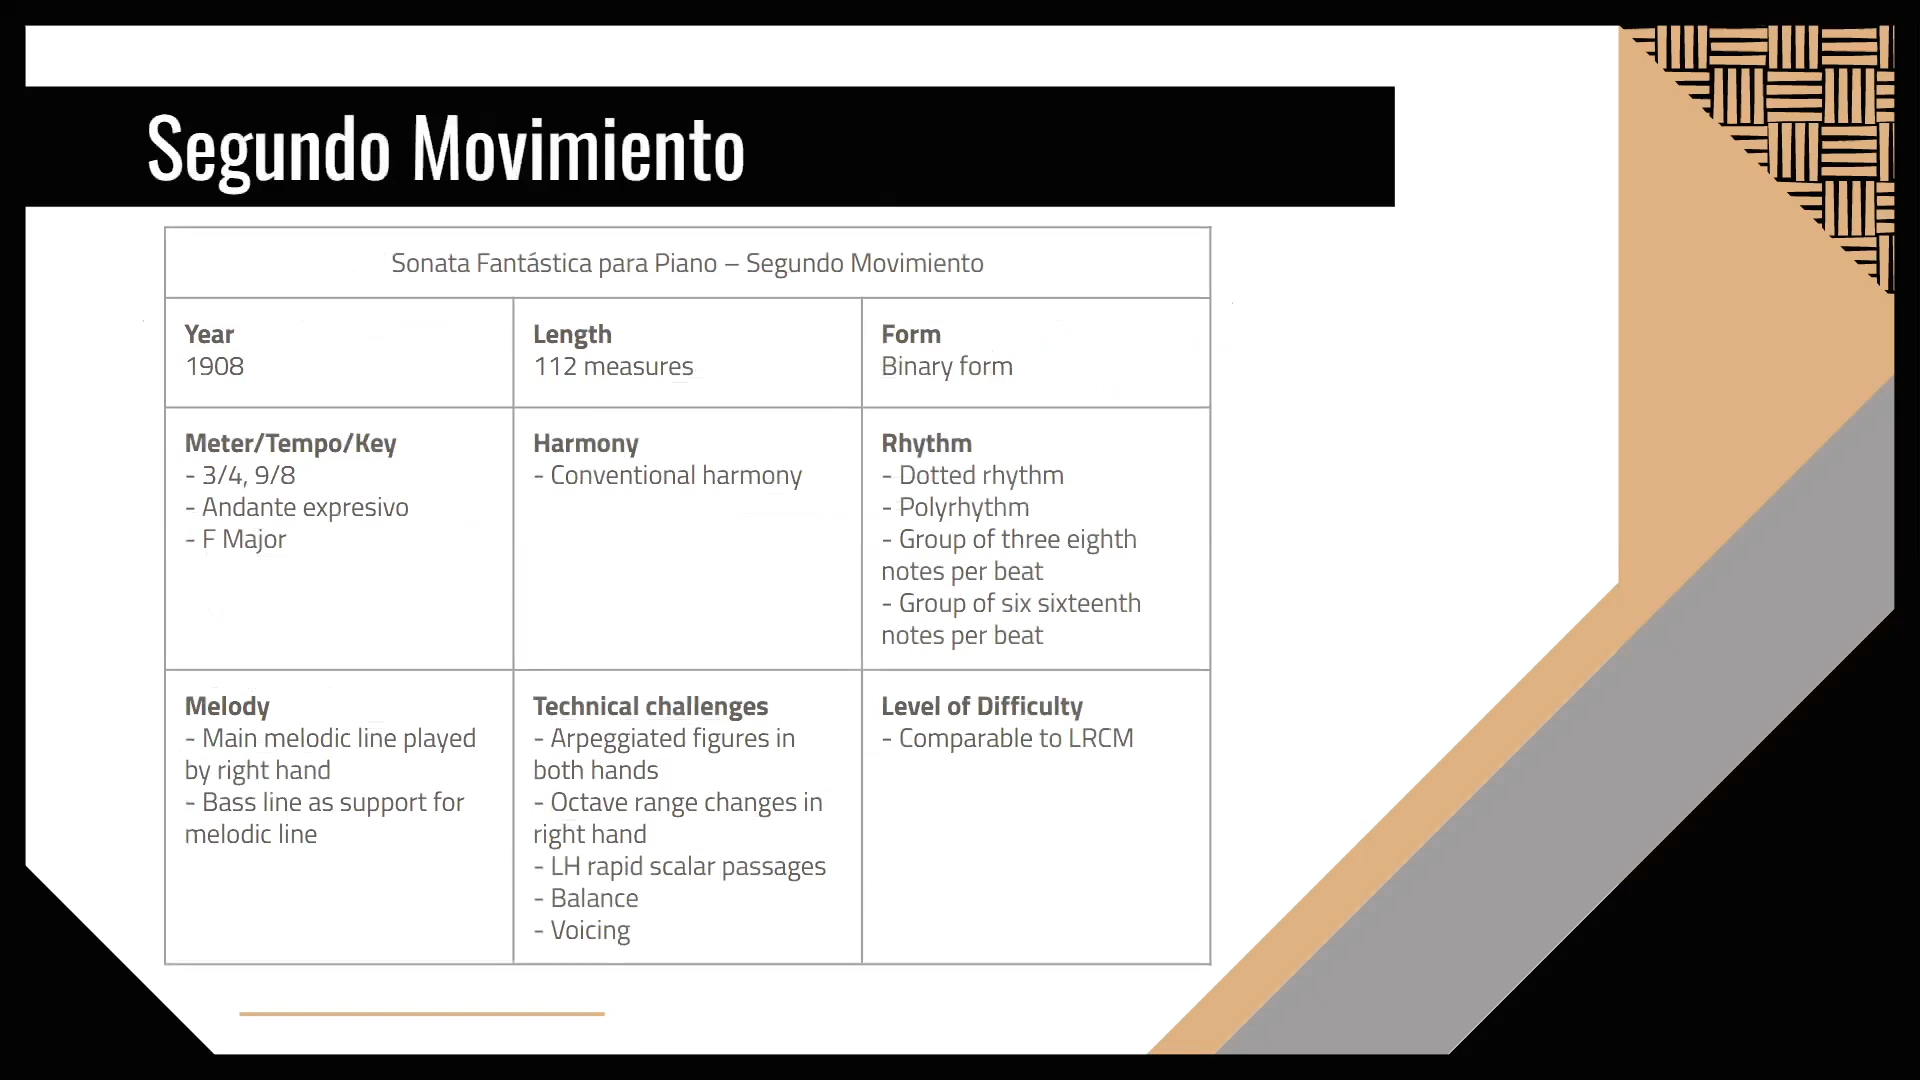 Segundo Movimiento
Sonata Fantástica para Piano – Segundo Movimiento
Year
1908
Length
112 measures
Form
Binary form
Meter/Tempo/Key
- 3/4, 9/8
- Andante expresivo
- F Major
Harmony
- Conventional harmony
Rhythm
- Dotted rhythm
- Polyrhythm
- Group of three eighth
notes per beat
- Group of six sixteenth
notes per beat
Melody
- Main melodic line played
by right hand
- Bass line as support for
melodic line
Technical challenges
- Arpeggiated figures in
both hands
- Octave range changes in
right hand
- LH rapid scalar passages
- Balance
- Voicing
Level of Difficulty
- Comparable to LRCM